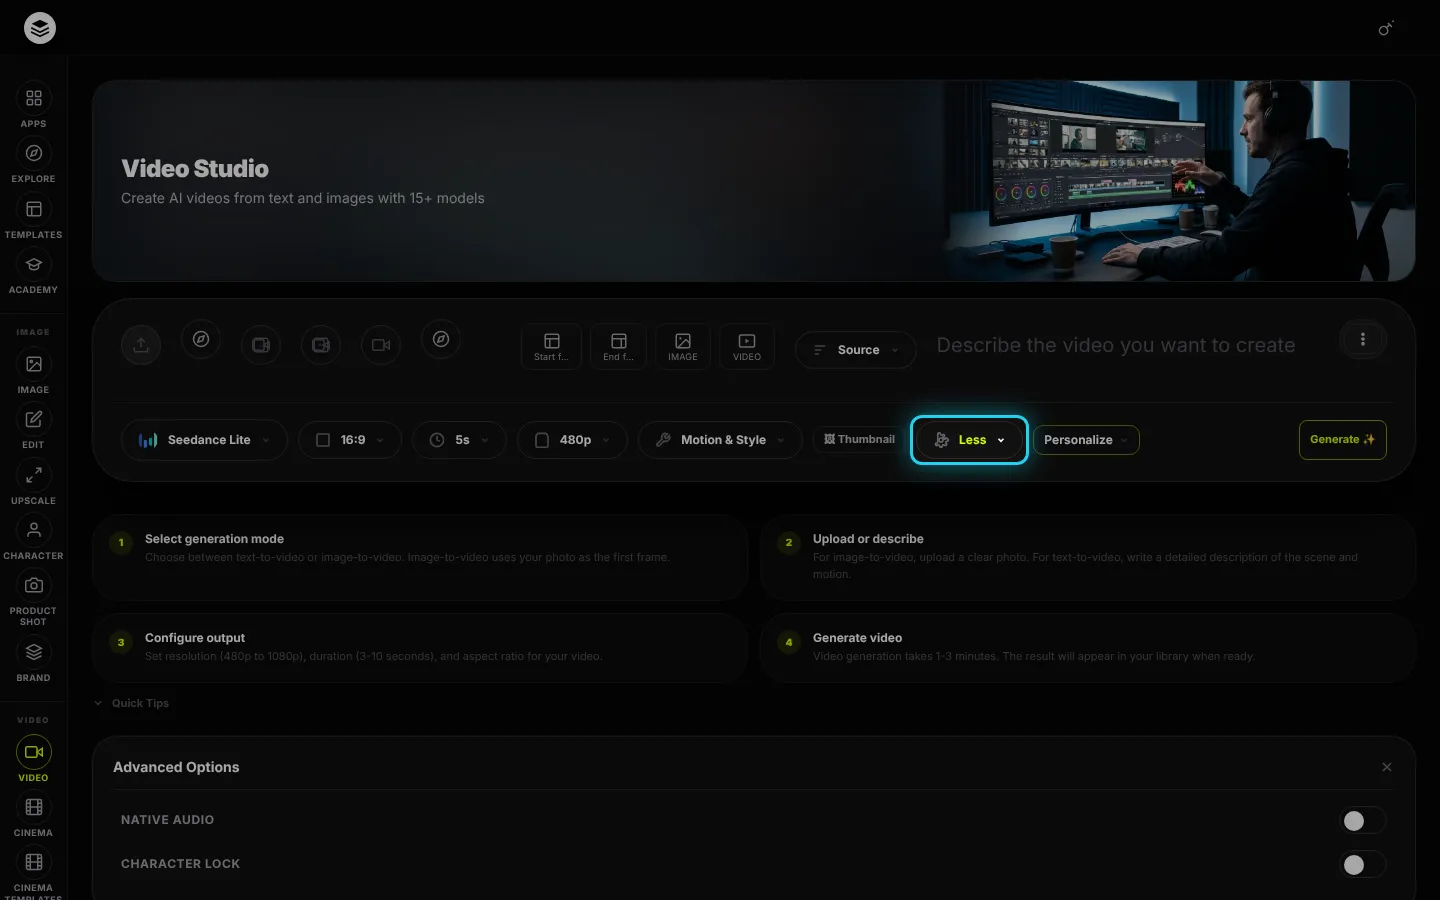 Video Studio
Create AI videos from text and images with 15+ models
APPS
EXPLORE
TEMPLATES
ACADEMY
IMAGE
IMAGE
EDIT
UPSCALE
CHARACTER
PRODUCT
SHOT
BRAND
VIDEO
VIDEO
CINEMA
CINEMA
TEMPLATES
Start f...
End f...
IMAGE
VIDEO
Source
Describe the video you want to create
Seedance Lite
16:9
5s
480p
Motion & Style
Thumbnail
Less
Personalize
Generate ✨
1
Select generation mode
Choose between text-to-video or image-to-video. Image-to-video uses your photo as the first frame.
2
Upload or describe
For image-to-video, upload a clear photo. For text-to-video, write a detailed description of the scene and
motion.
3
Configure output
Set resolution (480p to 1080p), duration (3-10 seconds), and aspect ratio for your video.
4
Generate video
Video generation takes 1-3 minutes. The result will appear in your library when ready.
Quick Tips
Advanced Options
NATIVE AUDIO
CHARACTER LOCK